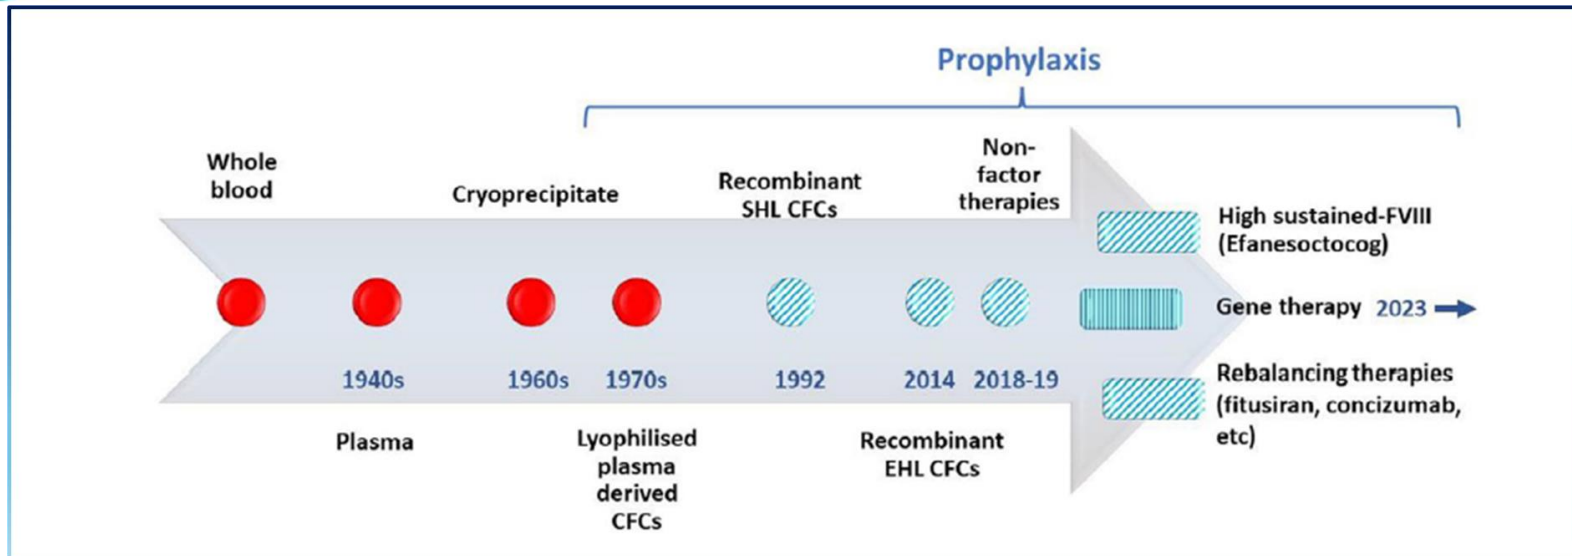 Prophylaxis
Whole
blood
Cryoprecipitate
Recombinant
SHL CFCs
Non-
factor
therapies
High sustained-FVIII
(Efanesoctocog)
Gene therapy 2023
Rebalancing therapies
(fitusiran, concizumab,
etc)
1940s
1960s
1970s
1992
2014
2018-19
Plasma
Lyophilised
plasma
derived
CFCs
Recombinant
EHL CFCs